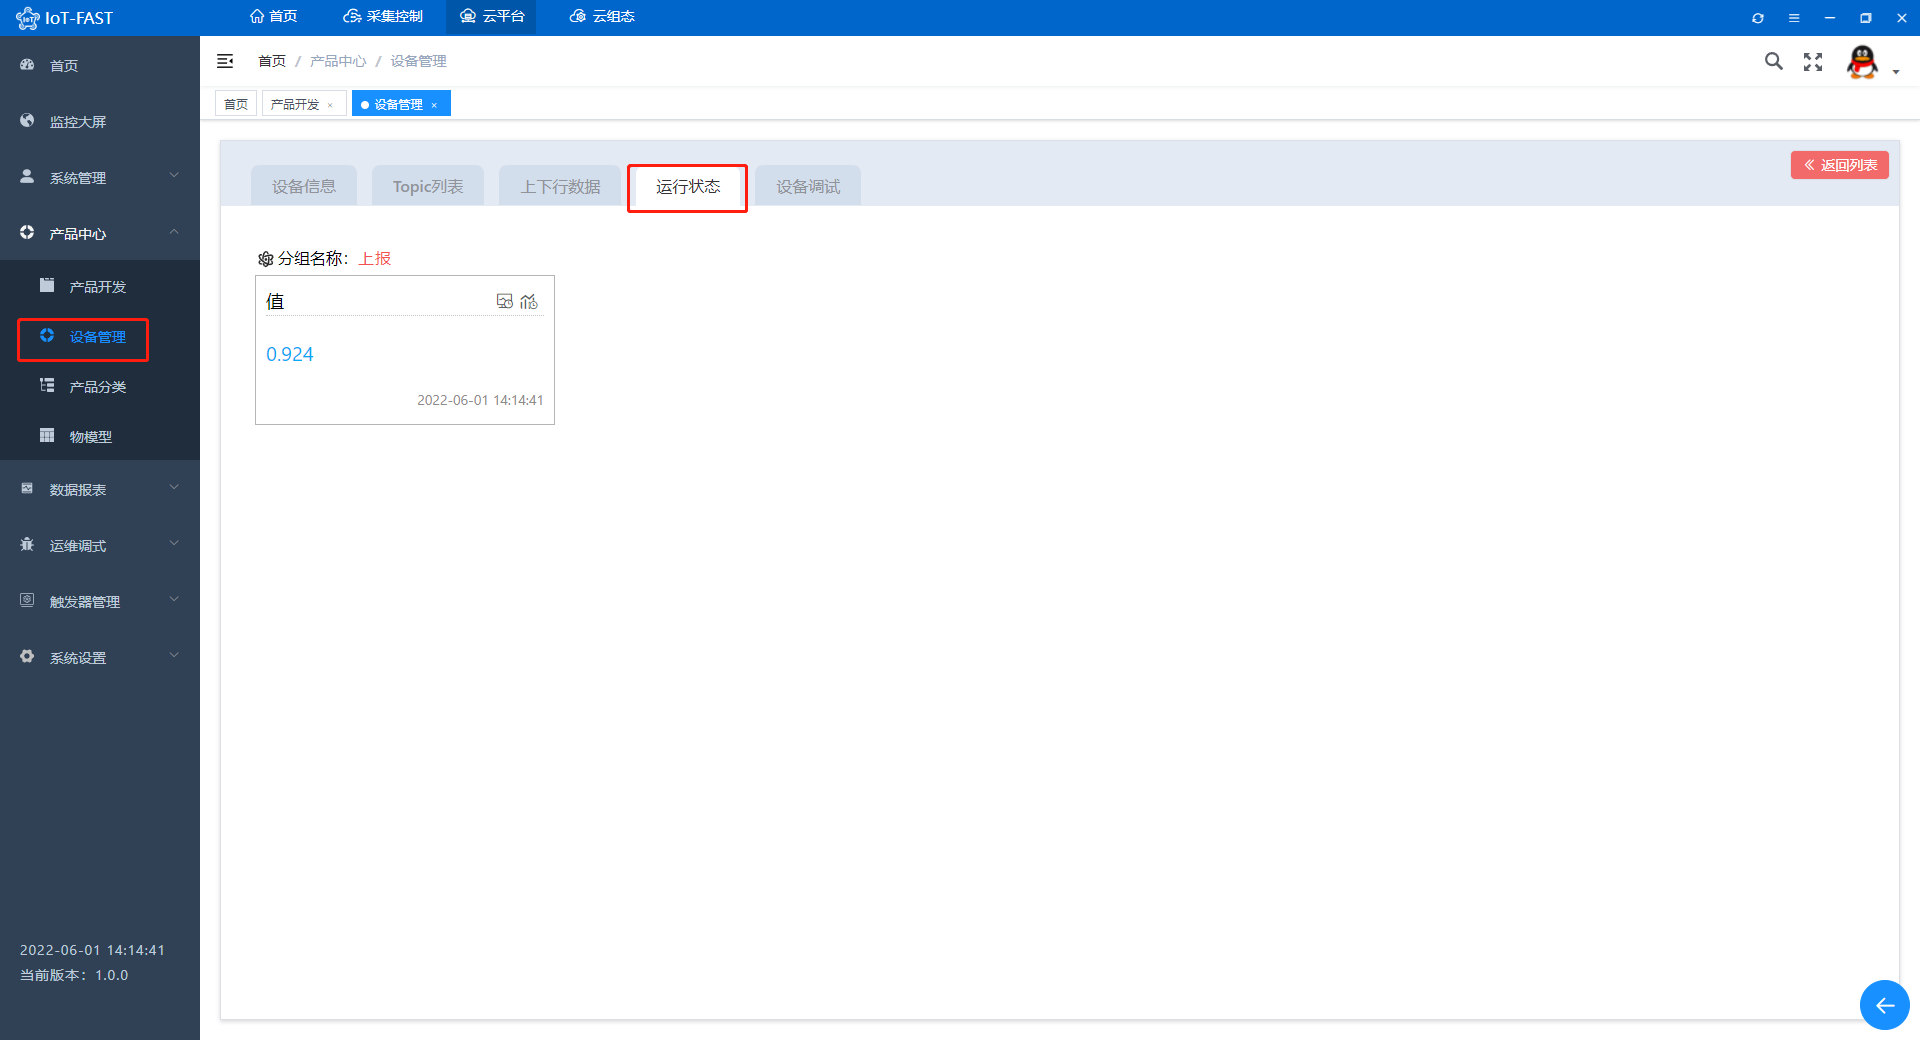 IoT-FAST
首页
采集控制
云平台
云组态
首页
监控大屏
系统管理
产品中心
产品开发
设备管理
产品分类
物模型
数据报表
运维调式
触发器管理
系统设置
2022-06-01 14:14:41
当前版本：1.0.0
首页 / 产品中心 / 设备管理
首页
产品开发 ×
设备管理 ×
设备信息
Topic列表
上下行数据
运行状态
设备调试
返回列表
分组名称：上报
值
0.924
2022-06-01 14:14:41